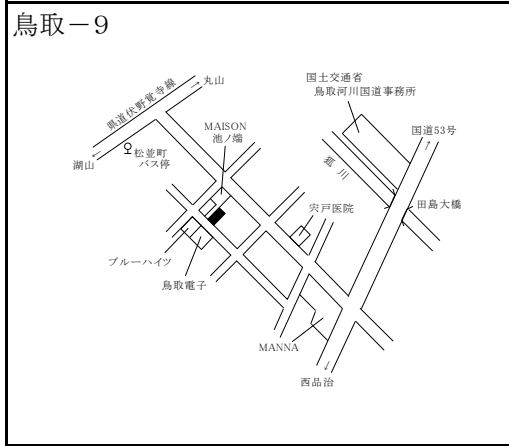 鳥取－9
国土交通省
鳥取河川国道事務所
→丸山
県道伏野覚寺線
MAISON
池ノ端
国道53号
→
松並町
バス停
←
湖山
狐川
宍戸医院
田島大橋
ブルーハイツ
鳥取電子
MANNA
←
西品治